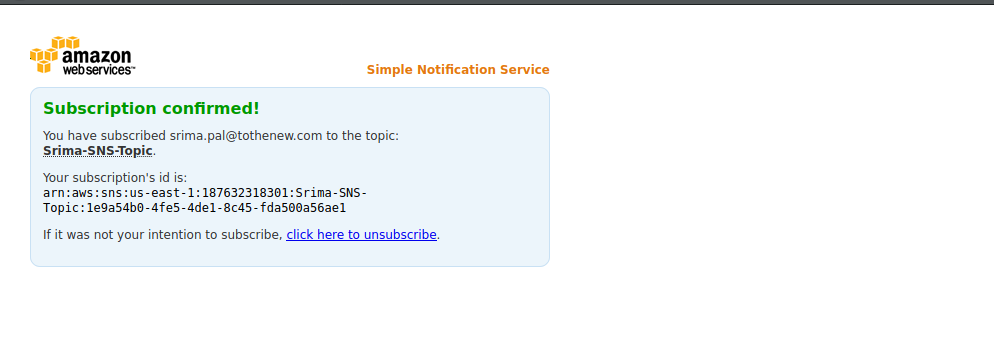 amazon
webservices™
Simple Notification Service
Subscription confirmed!
You have subscribed srima.pal@tothenew.com to the topic:
Srima-SNS-Topic.
Your subscription's id is:
arn:aws:sns:us-east-1:187632318301:Srima-SNS-
Topic:1e9a54b0-4fe5-4de1-8c45-fda500a56ae1
If it was not your intention to subscribe, click here to unsubscribe.